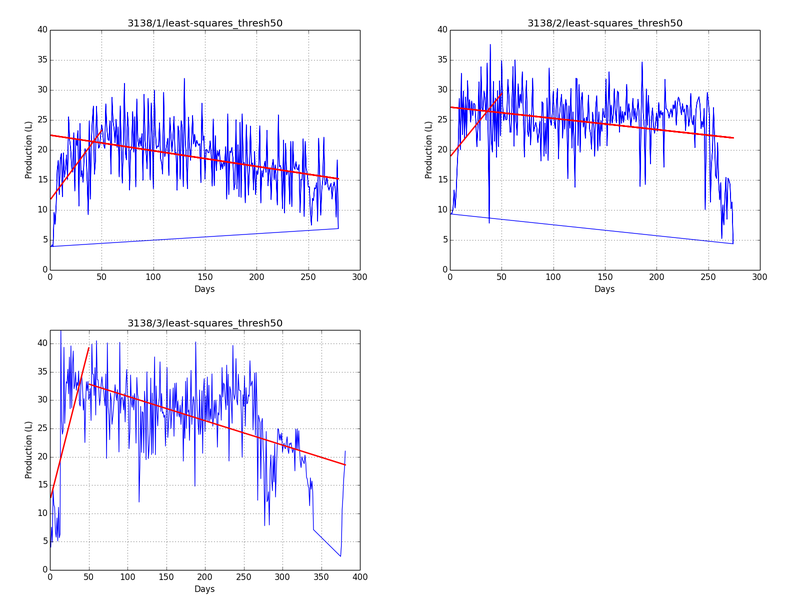 3138/1/least-squares_thresh50
40
35
30
25
20
15
10
5
0
Production (L)
0 50 100 150 200 250 300
Days
3138/2/least-squares_thresh50
40
35
30
25
20
15
10
5
0
Production (L)
0 50 100 150 200 250 300
Days
3138/3/least-squares_thresh50
40
35
30
25
20
15
10
5
0
Production (L)
0 50 100 150 200 250 300 350 400
Days